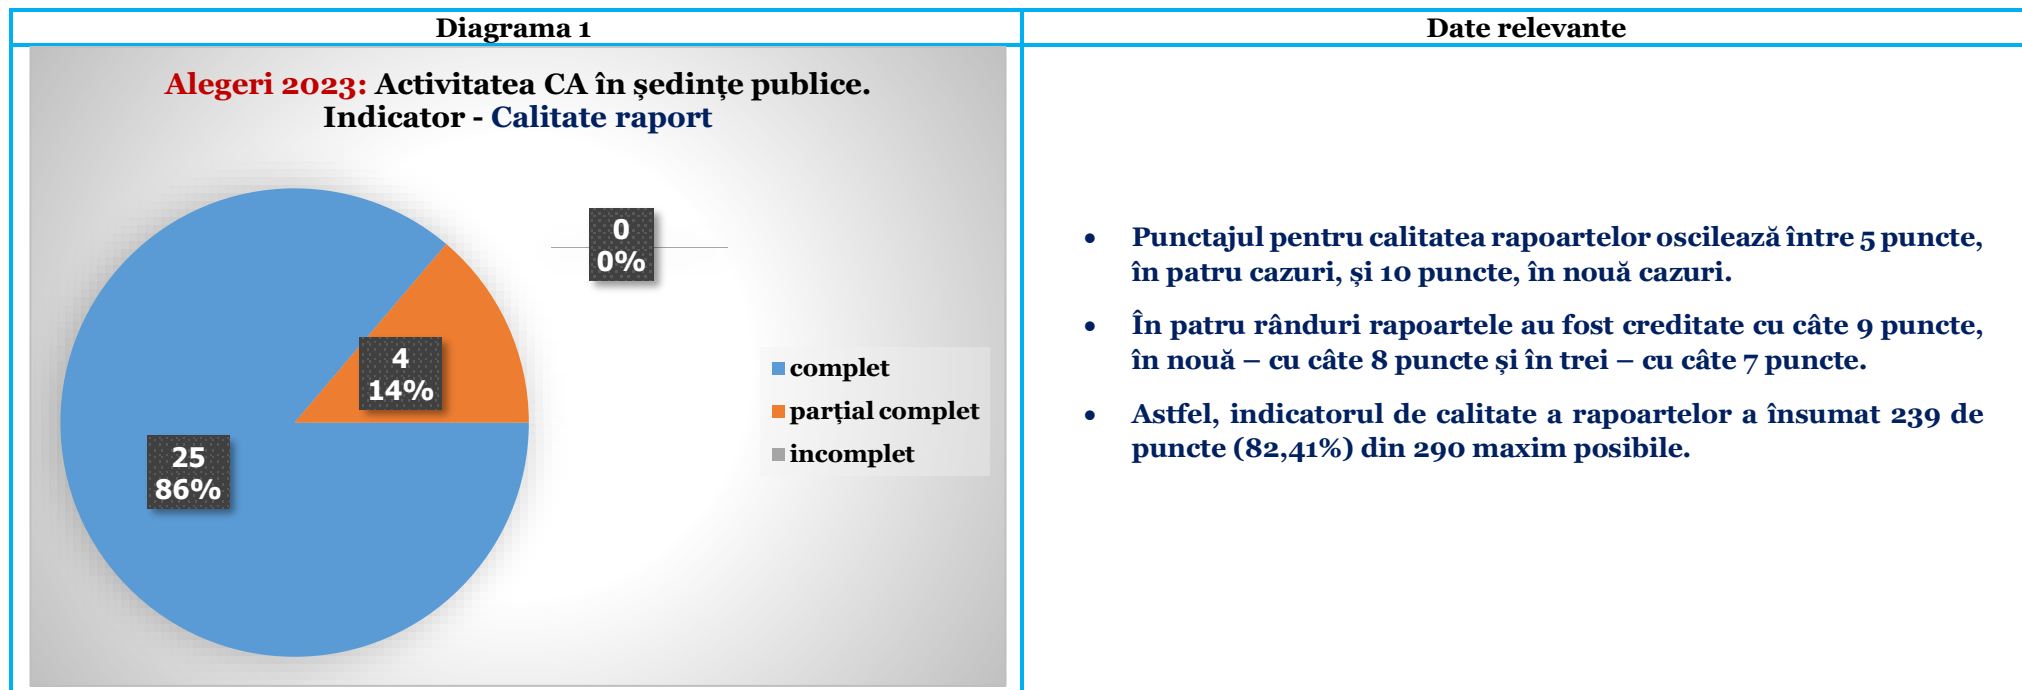 Diagrama 1
Date relevante
Alegeri 2023: Activitatea CA în ședințe publice.
Indicator - Calitate raport
0
0%
4
14%
25
86%
complet
parțial complet
incomplet
• Punctajul pentru calitatea rapoartelor oscilează între 5 puncte,
în patru cazuri, și 10 puncte, în nouă cazuri.
• În patru rânduri rapoartele au fost creditate cu câte 9 puncte,
în nouă – cu câte 8 puncte și în trei – cu câte 7 puncte.
• Astfel, indicatorul de calitate a rapoartelor a însumat 239 de
puncte (82,41%) din 290 maxim posibile.